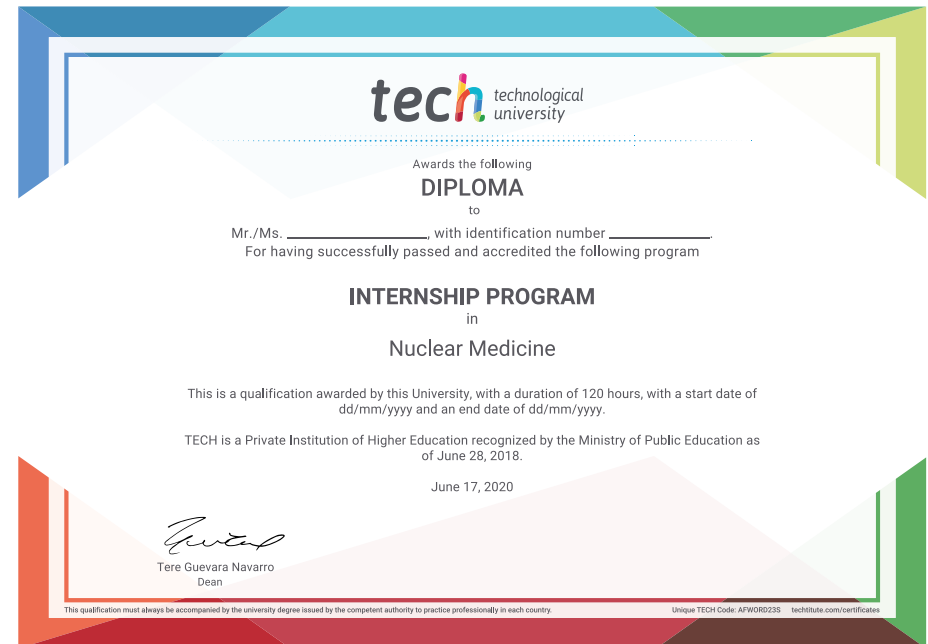 tech technological
university
Awards the following
DIPLOMA
to
Mr./Ms. ____________________, with identification number ______________.
For having successfully passed and accredited the following program
INTERNSHIP PROGRAM
in
Nuclear Medicine
This is a qualification awarded by this University, with a duration of 120 hours, with a start date of
dd/mm/yyyy and an end date of dd/mm/yyyy.
TECH is a Private Institution of Higher Education recognized by the Ministry of Public Education as
of June 28, 2018.
June 17, 2020
Tere Guevara Navarro
Dean
This qualification must always be accompanied by the university degree issued by the competent authority to practice professionally in each country.
Unique TECH Code: AFWORD23S techtitute.com/certificates